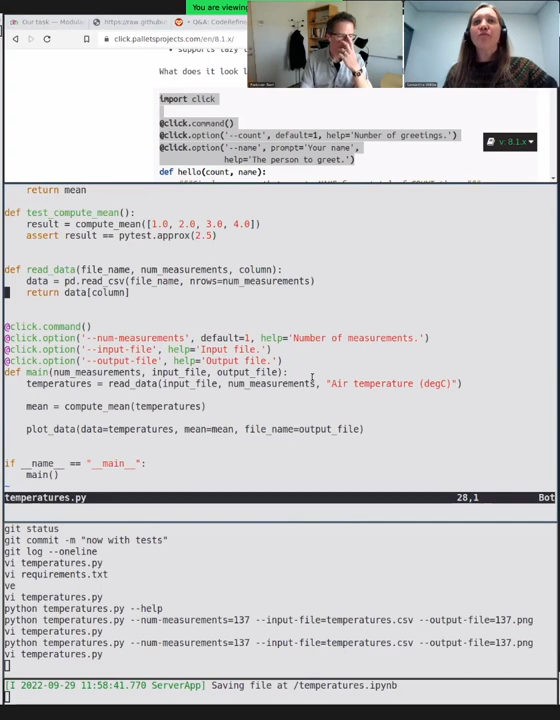 You are viewing
Our task — Modula
https://raw.github
Q&A: CodeRefin
click.palletsprojects.com/en/8.1.x/
What does it look l
import click
@click.command()
@click.option('--count', default=1, help='Number of greetings.')
@click.option('--name', prompt='Your name',
help='The person to greet.')
def hello(count, name):
v: 8.1.x
return mean
def test_compute_mean():
result = compute_mean([1.0, 2.0, 3.0, 4.0])
assert result == pytest.approx(2.5)
def read_data(file_name, num_measurements, column):
data = pd.read_csv(file_name, nrows=num_measurements)
return data[column]
@click.command()
@click.option('--num-measurements', default=1, help='Number of measurements.')
@click.option('--input-file', help='Input file.')
@click.option('--output-file', help='Output file.')
def main(num_measurements, input_file, output_file):
temperatures = read_data(input_file, num_measurements, "Air temperature (degC)")
mean = compute_mean(temperatures)
plot_data(data=temperatures, mean=mean, file_name=output_file)
if __name__ == "__main__":
main()
~
temperatures.py 28,1 Bot
git status
git commit -m "now with tests"
git log --oneline
vi temperatures.py
vi requirements.txt
ve
vi temperatures.py
python temperatures.py --help
python temperatures.py --num-measurements=137 --input-file=temperatures.csv --output-file=137.png
vi temperatures.py
python temperatures.py --num-measurements=137 --input-file=temperatures.csv --output-file=137.png
vi temperatures.py
[I 2022-09-29 11:58:41.770 ServerApp] Saving file at /temperatures.ipynb